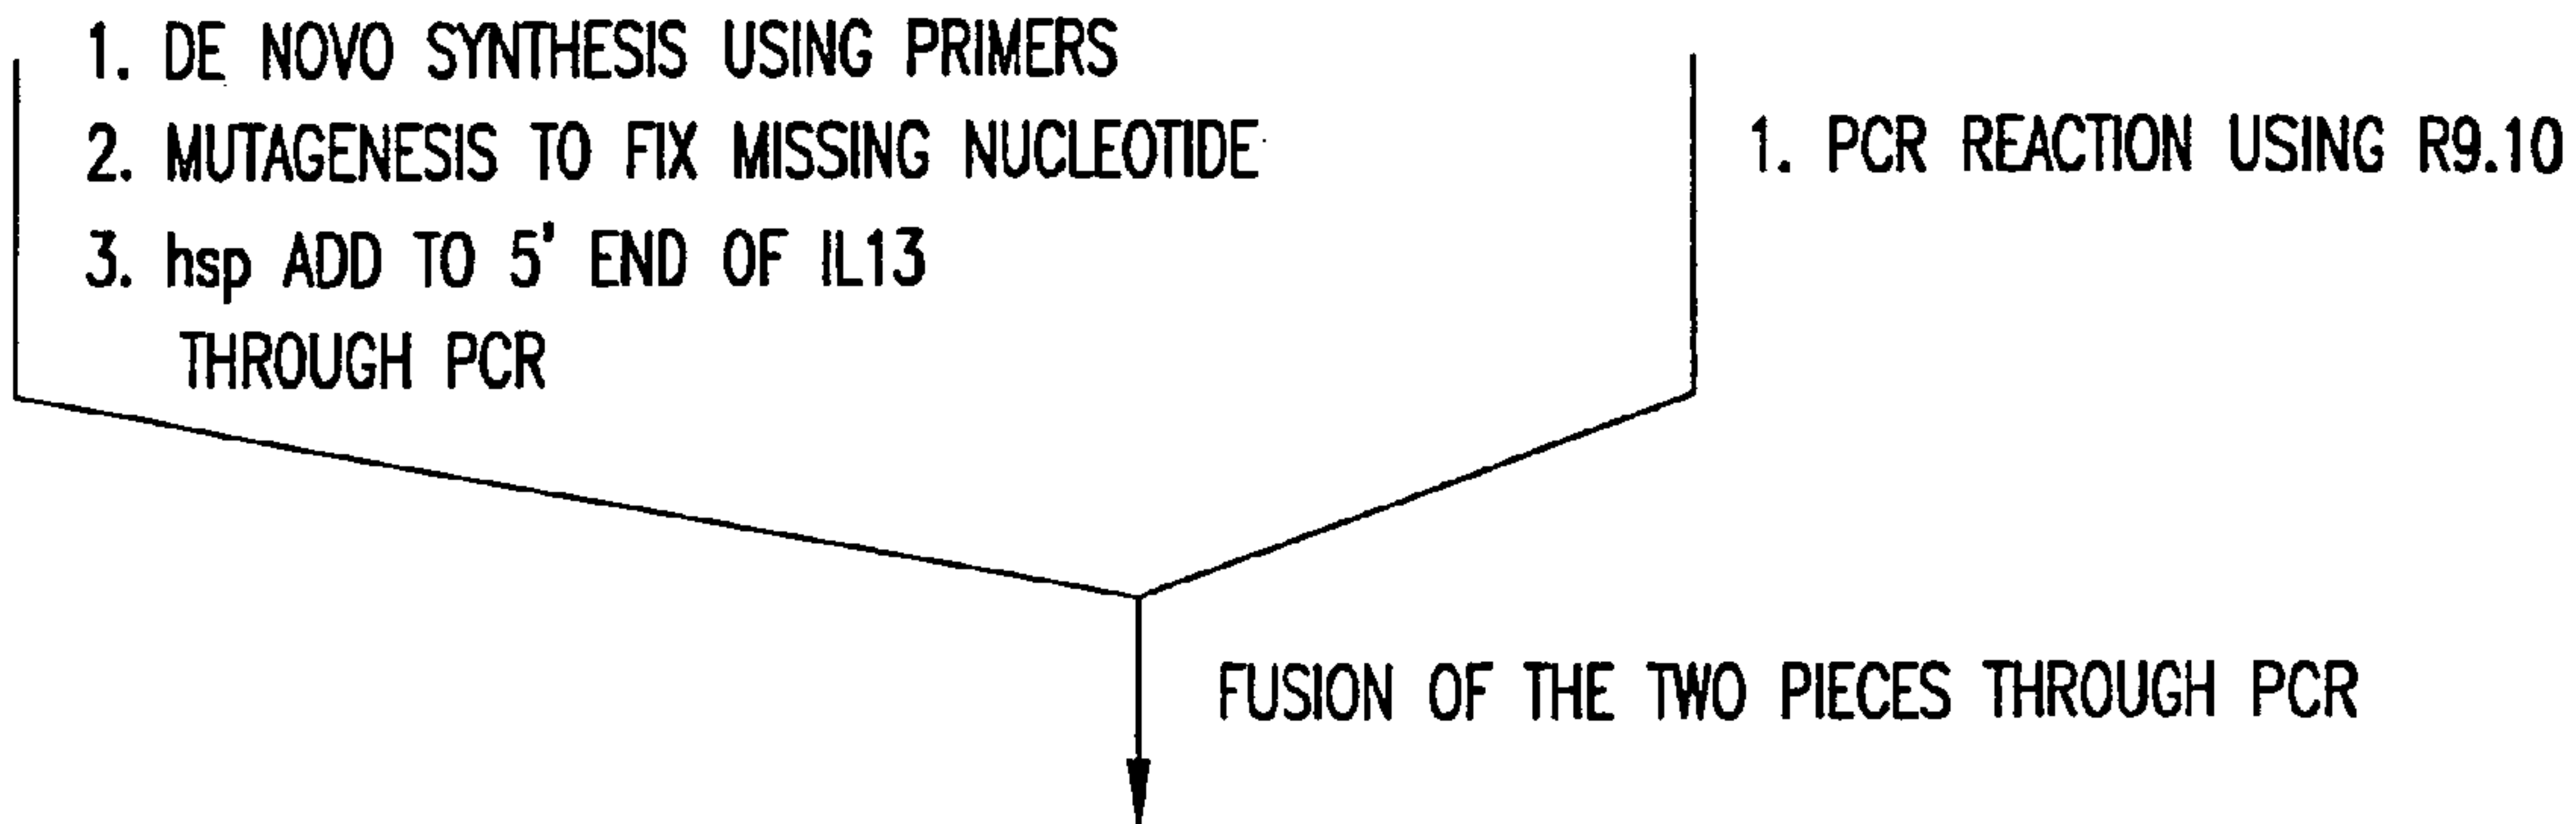 1. DE NOVO SYNTHESIS USING PRIMERS
2. MUTAGENESIS TO FIX MISSING NUCLEOTIDE
3. hsp ADD TO 5' END OF IL13
THROUGH PCR
1. PCR REACTION USING R9.10
FUSION OF THE TWO PIECES THROUGH PCR